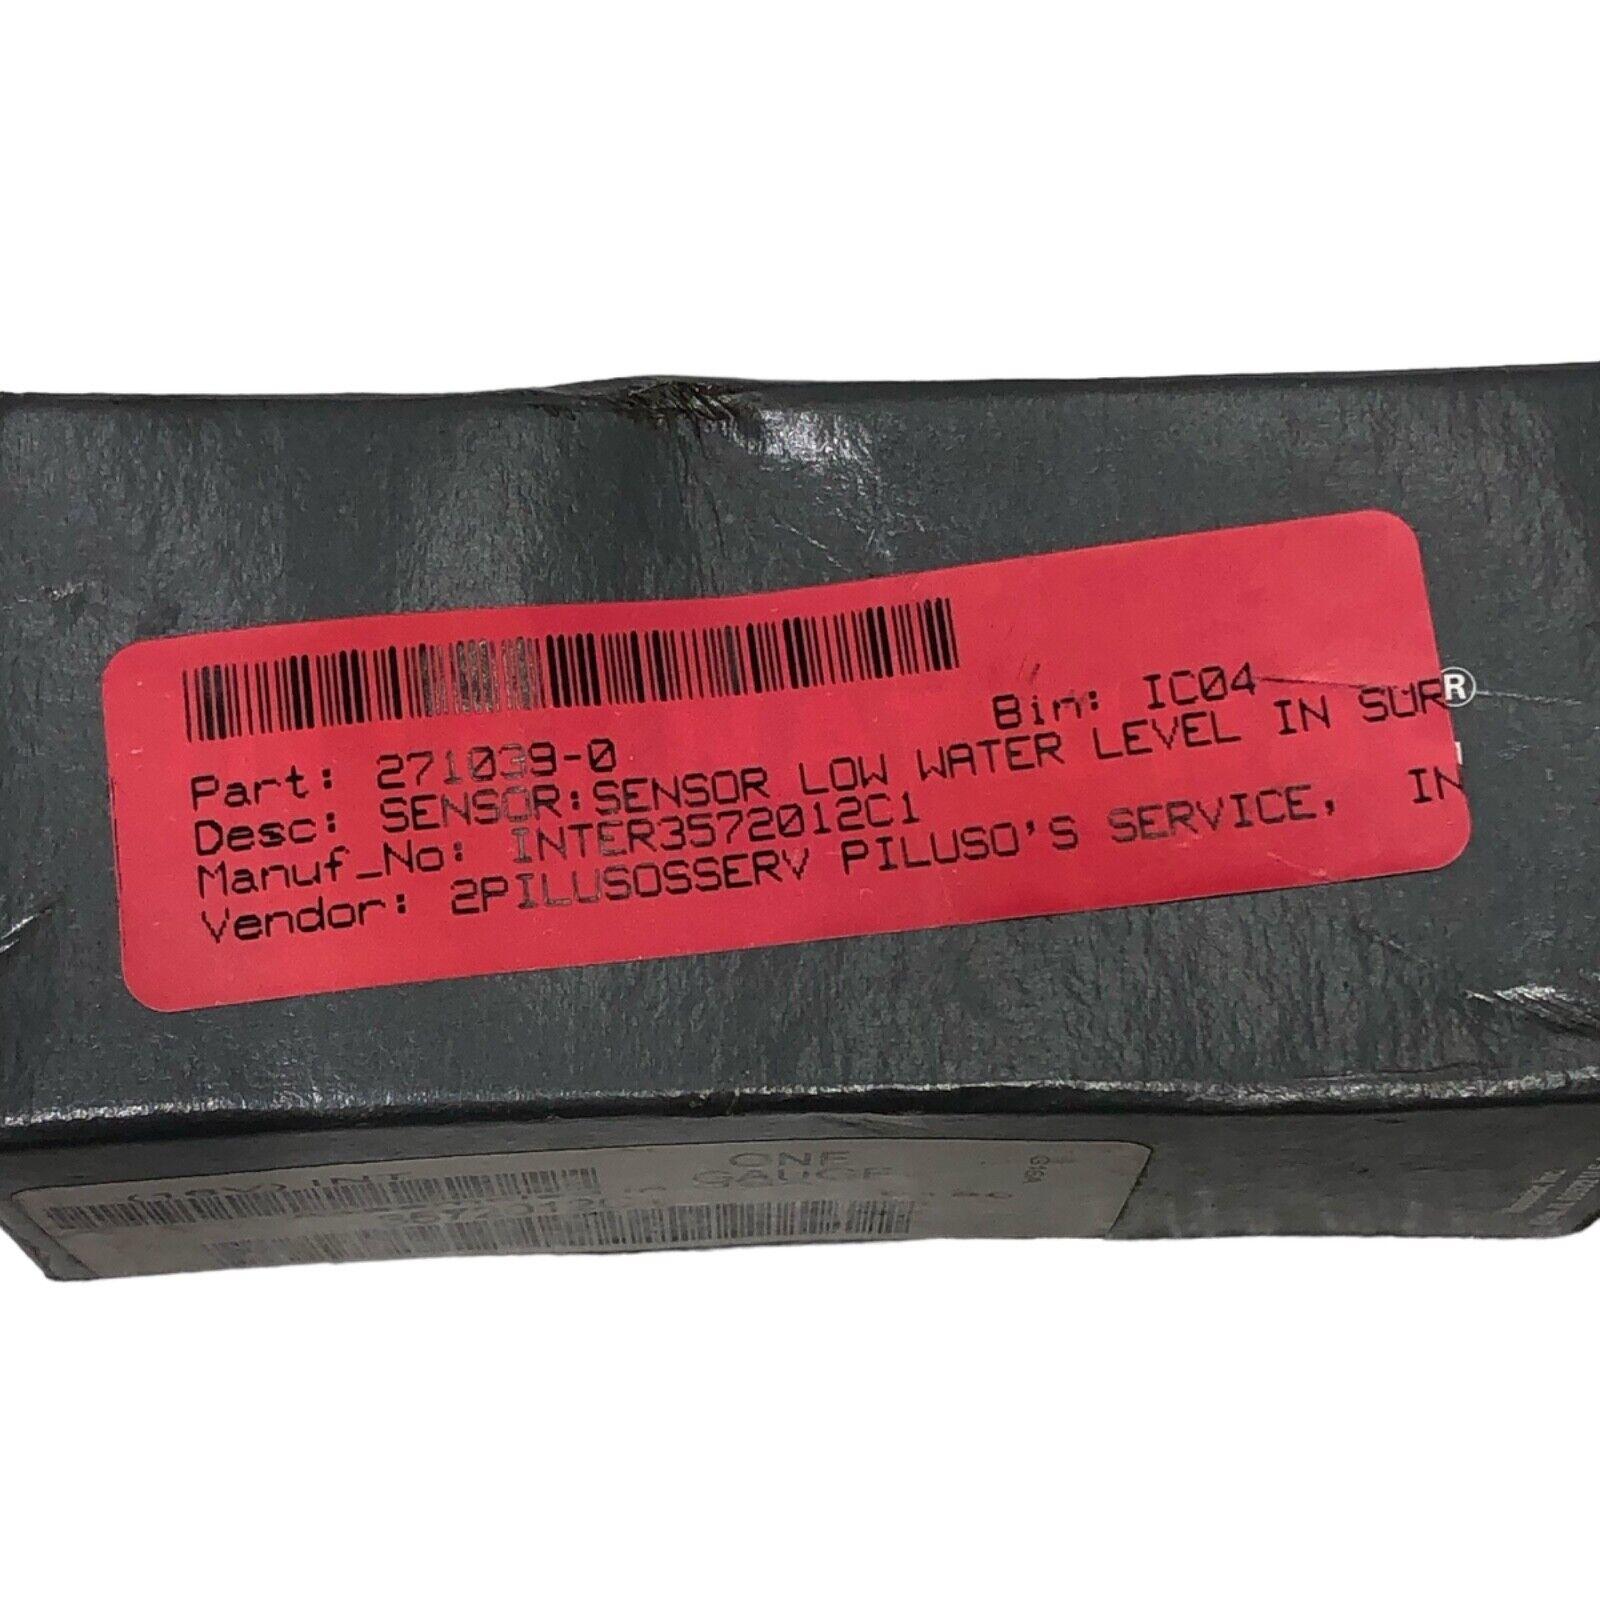 Bin: IC04
Part: 271039-0
Desc: SENSOR:SENSOR LOW WATER LEVEL IN SUR
Manuf_No: INTER3572012C1
Vendor: 2PILUSOSSERV PILUSO'S SERVICE, IN
®
ONE
GAUGE
G16A